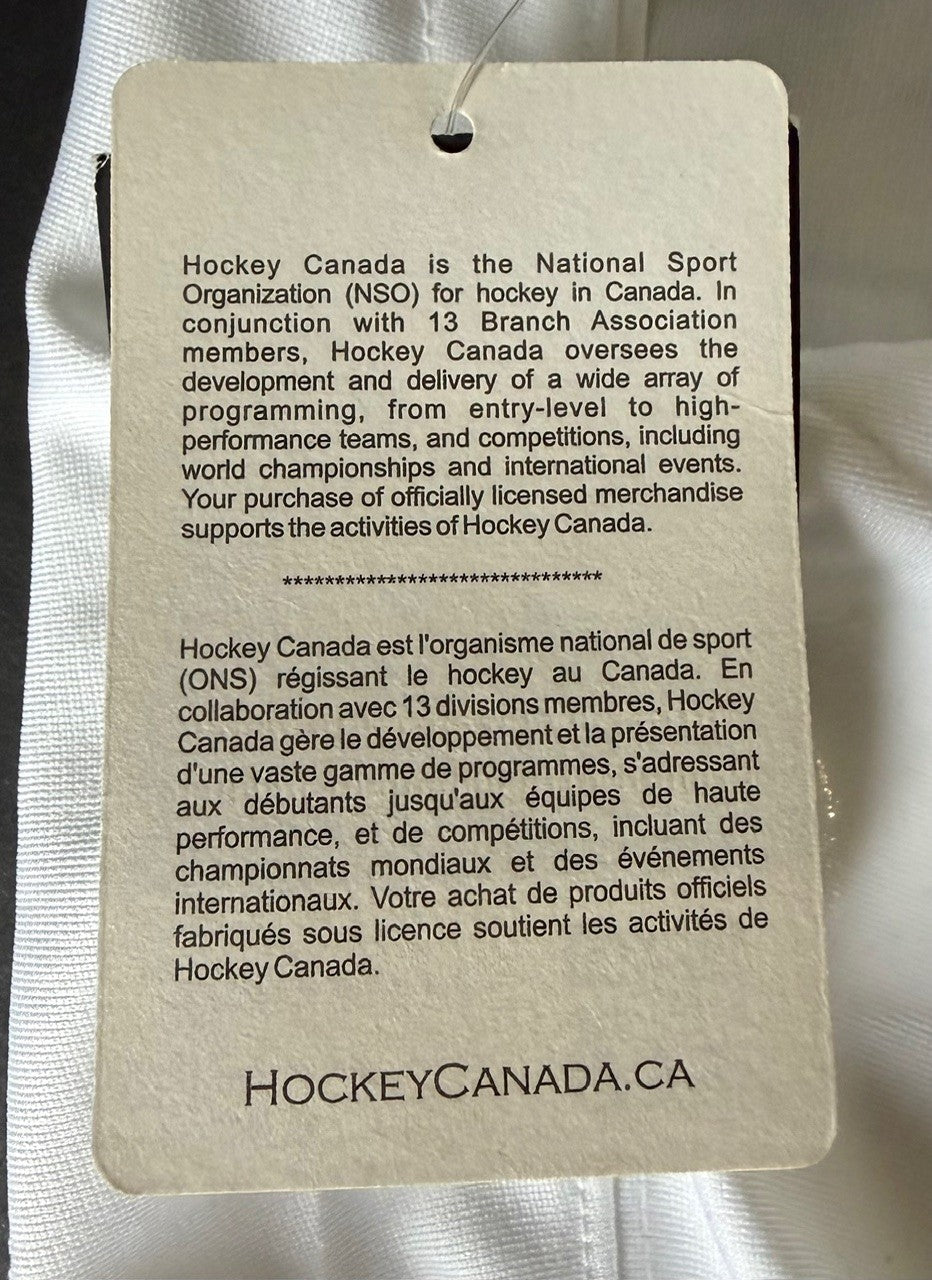 Hockey Canada is the National Sport
Organization (NSO) for hockey in Canada. In
conjunction with 13 Branch Association
members, Hockey Canada oversees the
development and delivery of a wide array of
programming, from entry-level to high-
performance teams, and competitions, including
world championships and international events.
Your purchase of officially licensed merchandise
supports the activities of Hockey Canada.
*******************************
Hockey Canada est l'organisme national de sport
(ONS) régissant le hockey au Canada. En
collaboration avec 13 divisions membres, Hockey
Canada gère le développement et la présentation
d'une vaste gamme de programmes, s'adressant
aux débutants jusqu'aux équipes de haute
performance, et de compétitions, incluant des
championnats mondiaux et des événements
internationaux. Votre achat de produits officiels
fabriqués sous licence soutient les activités de
Hockey Canada.
HOCKEYCANADA.CA